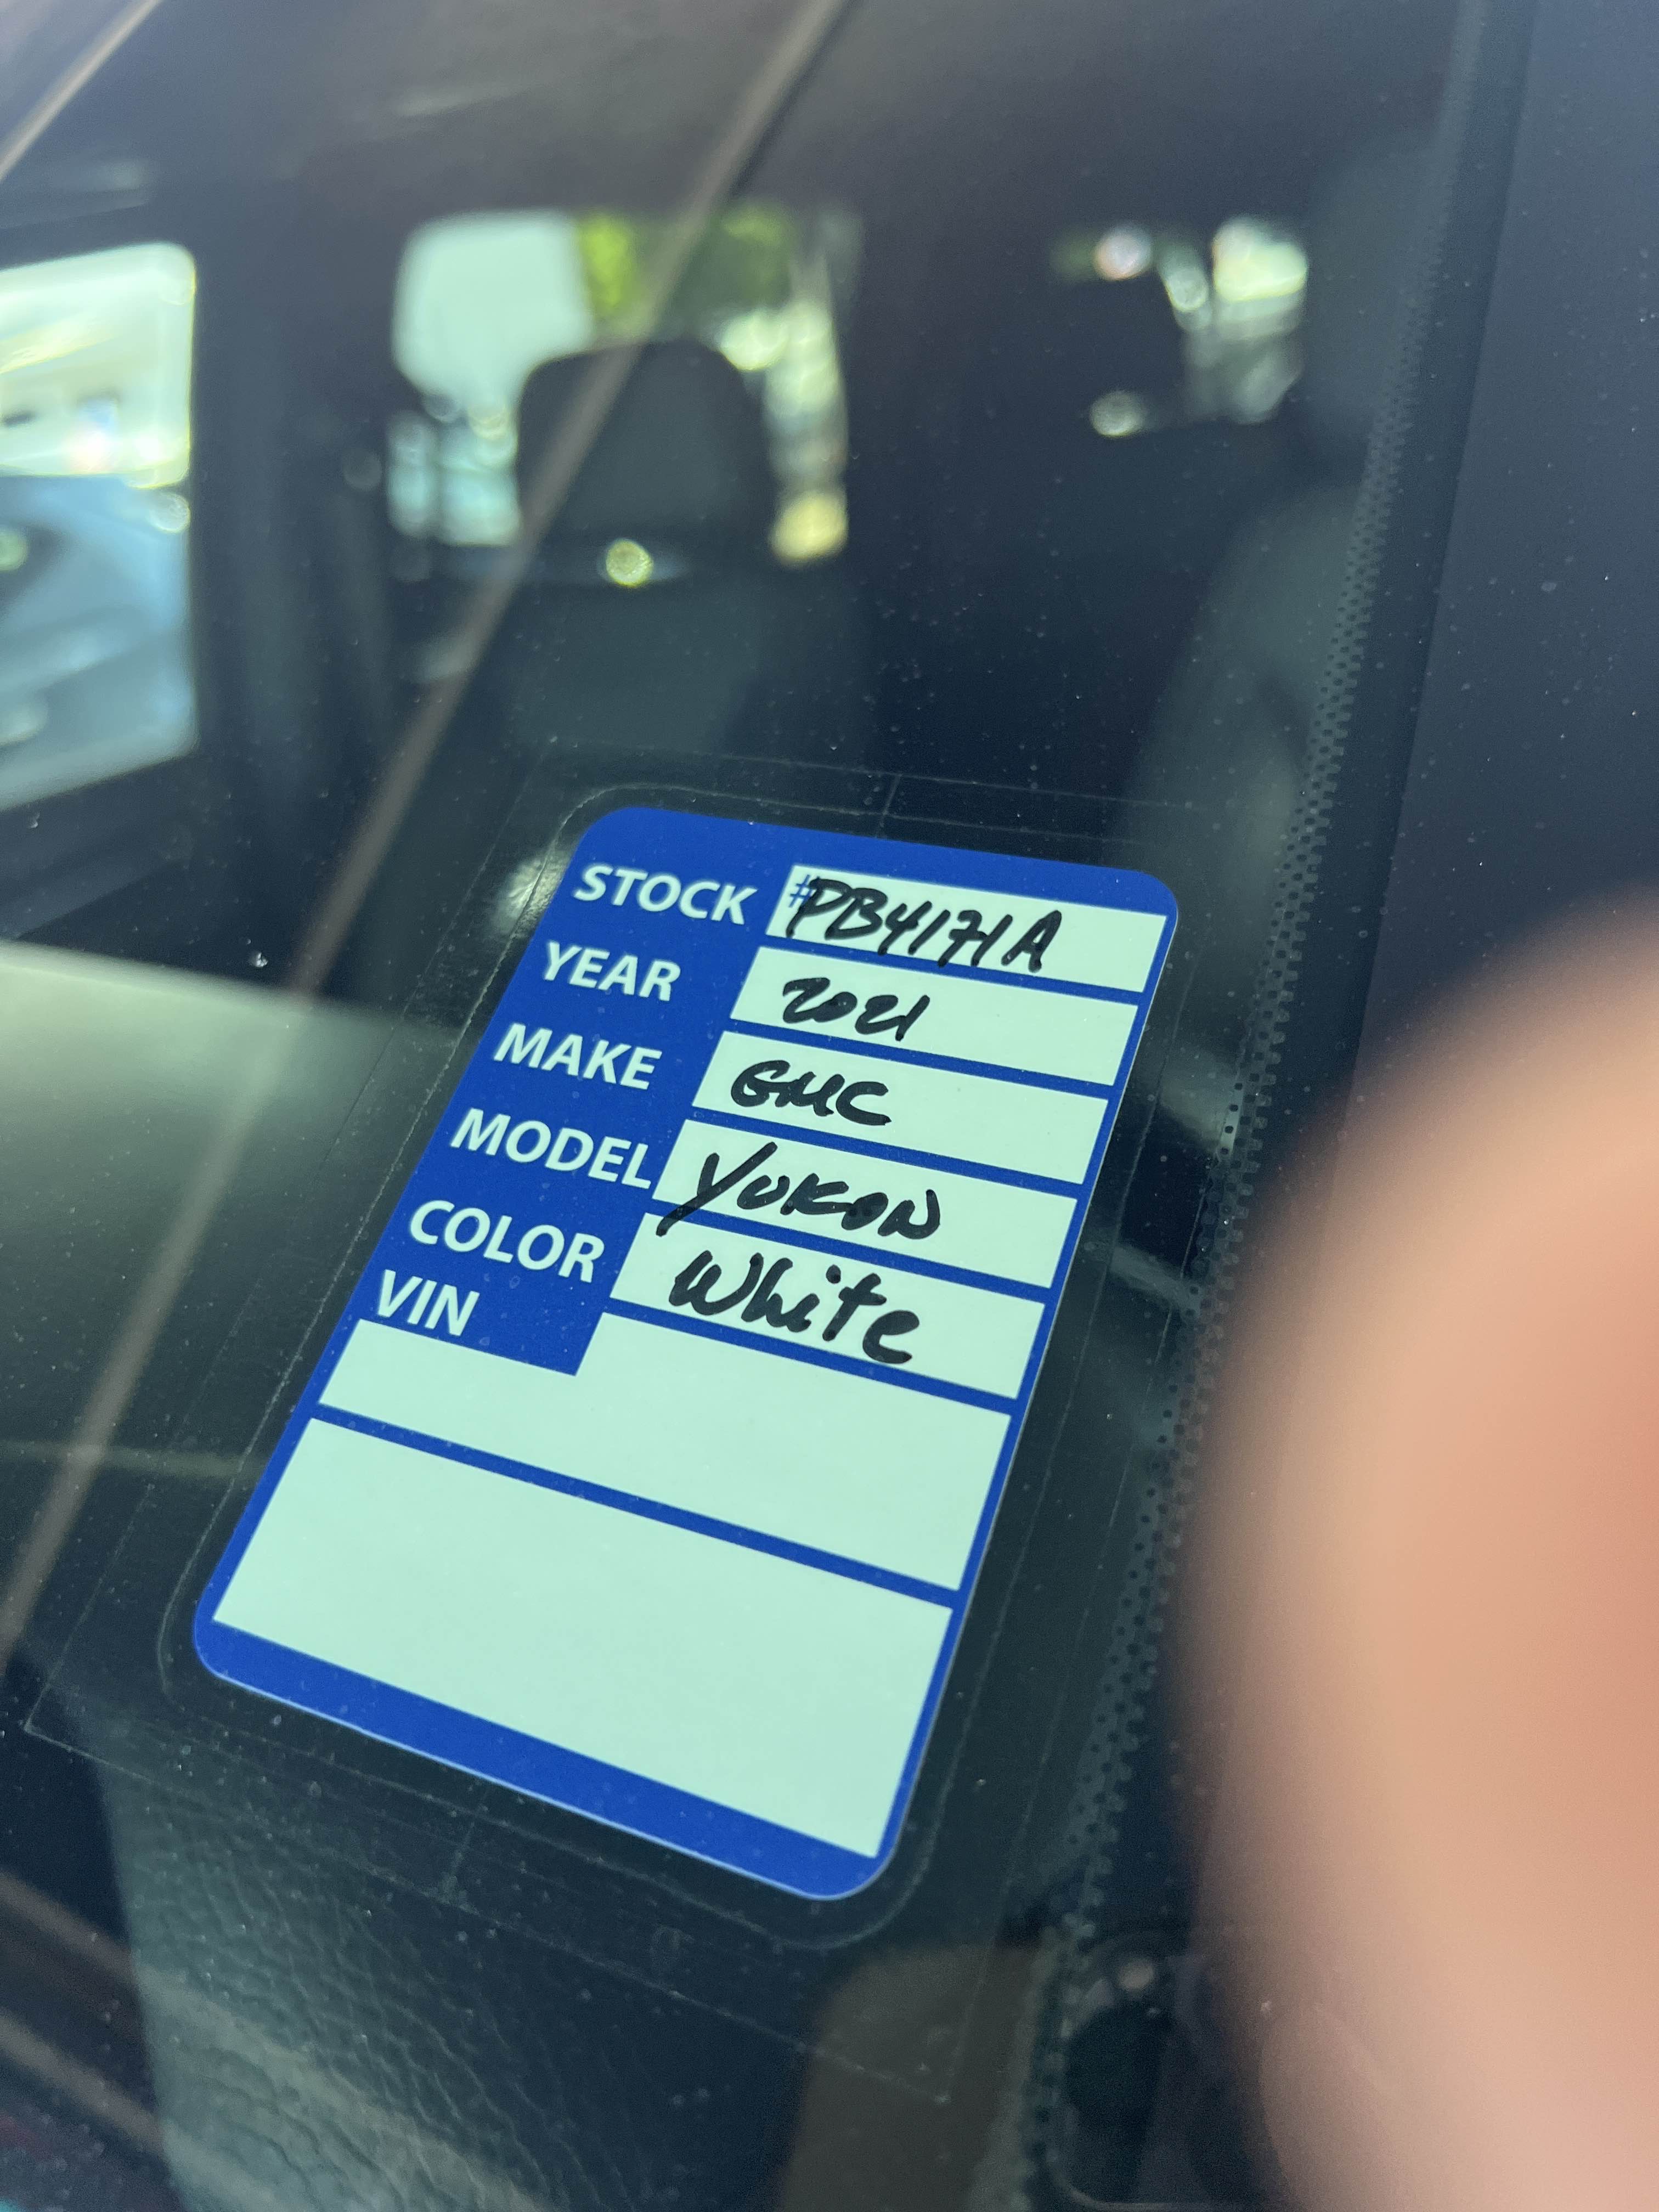 STOCK #PB4171A
YEAR 2021
MAKE GMC
MODEL YUKON
COLOR White
VIN